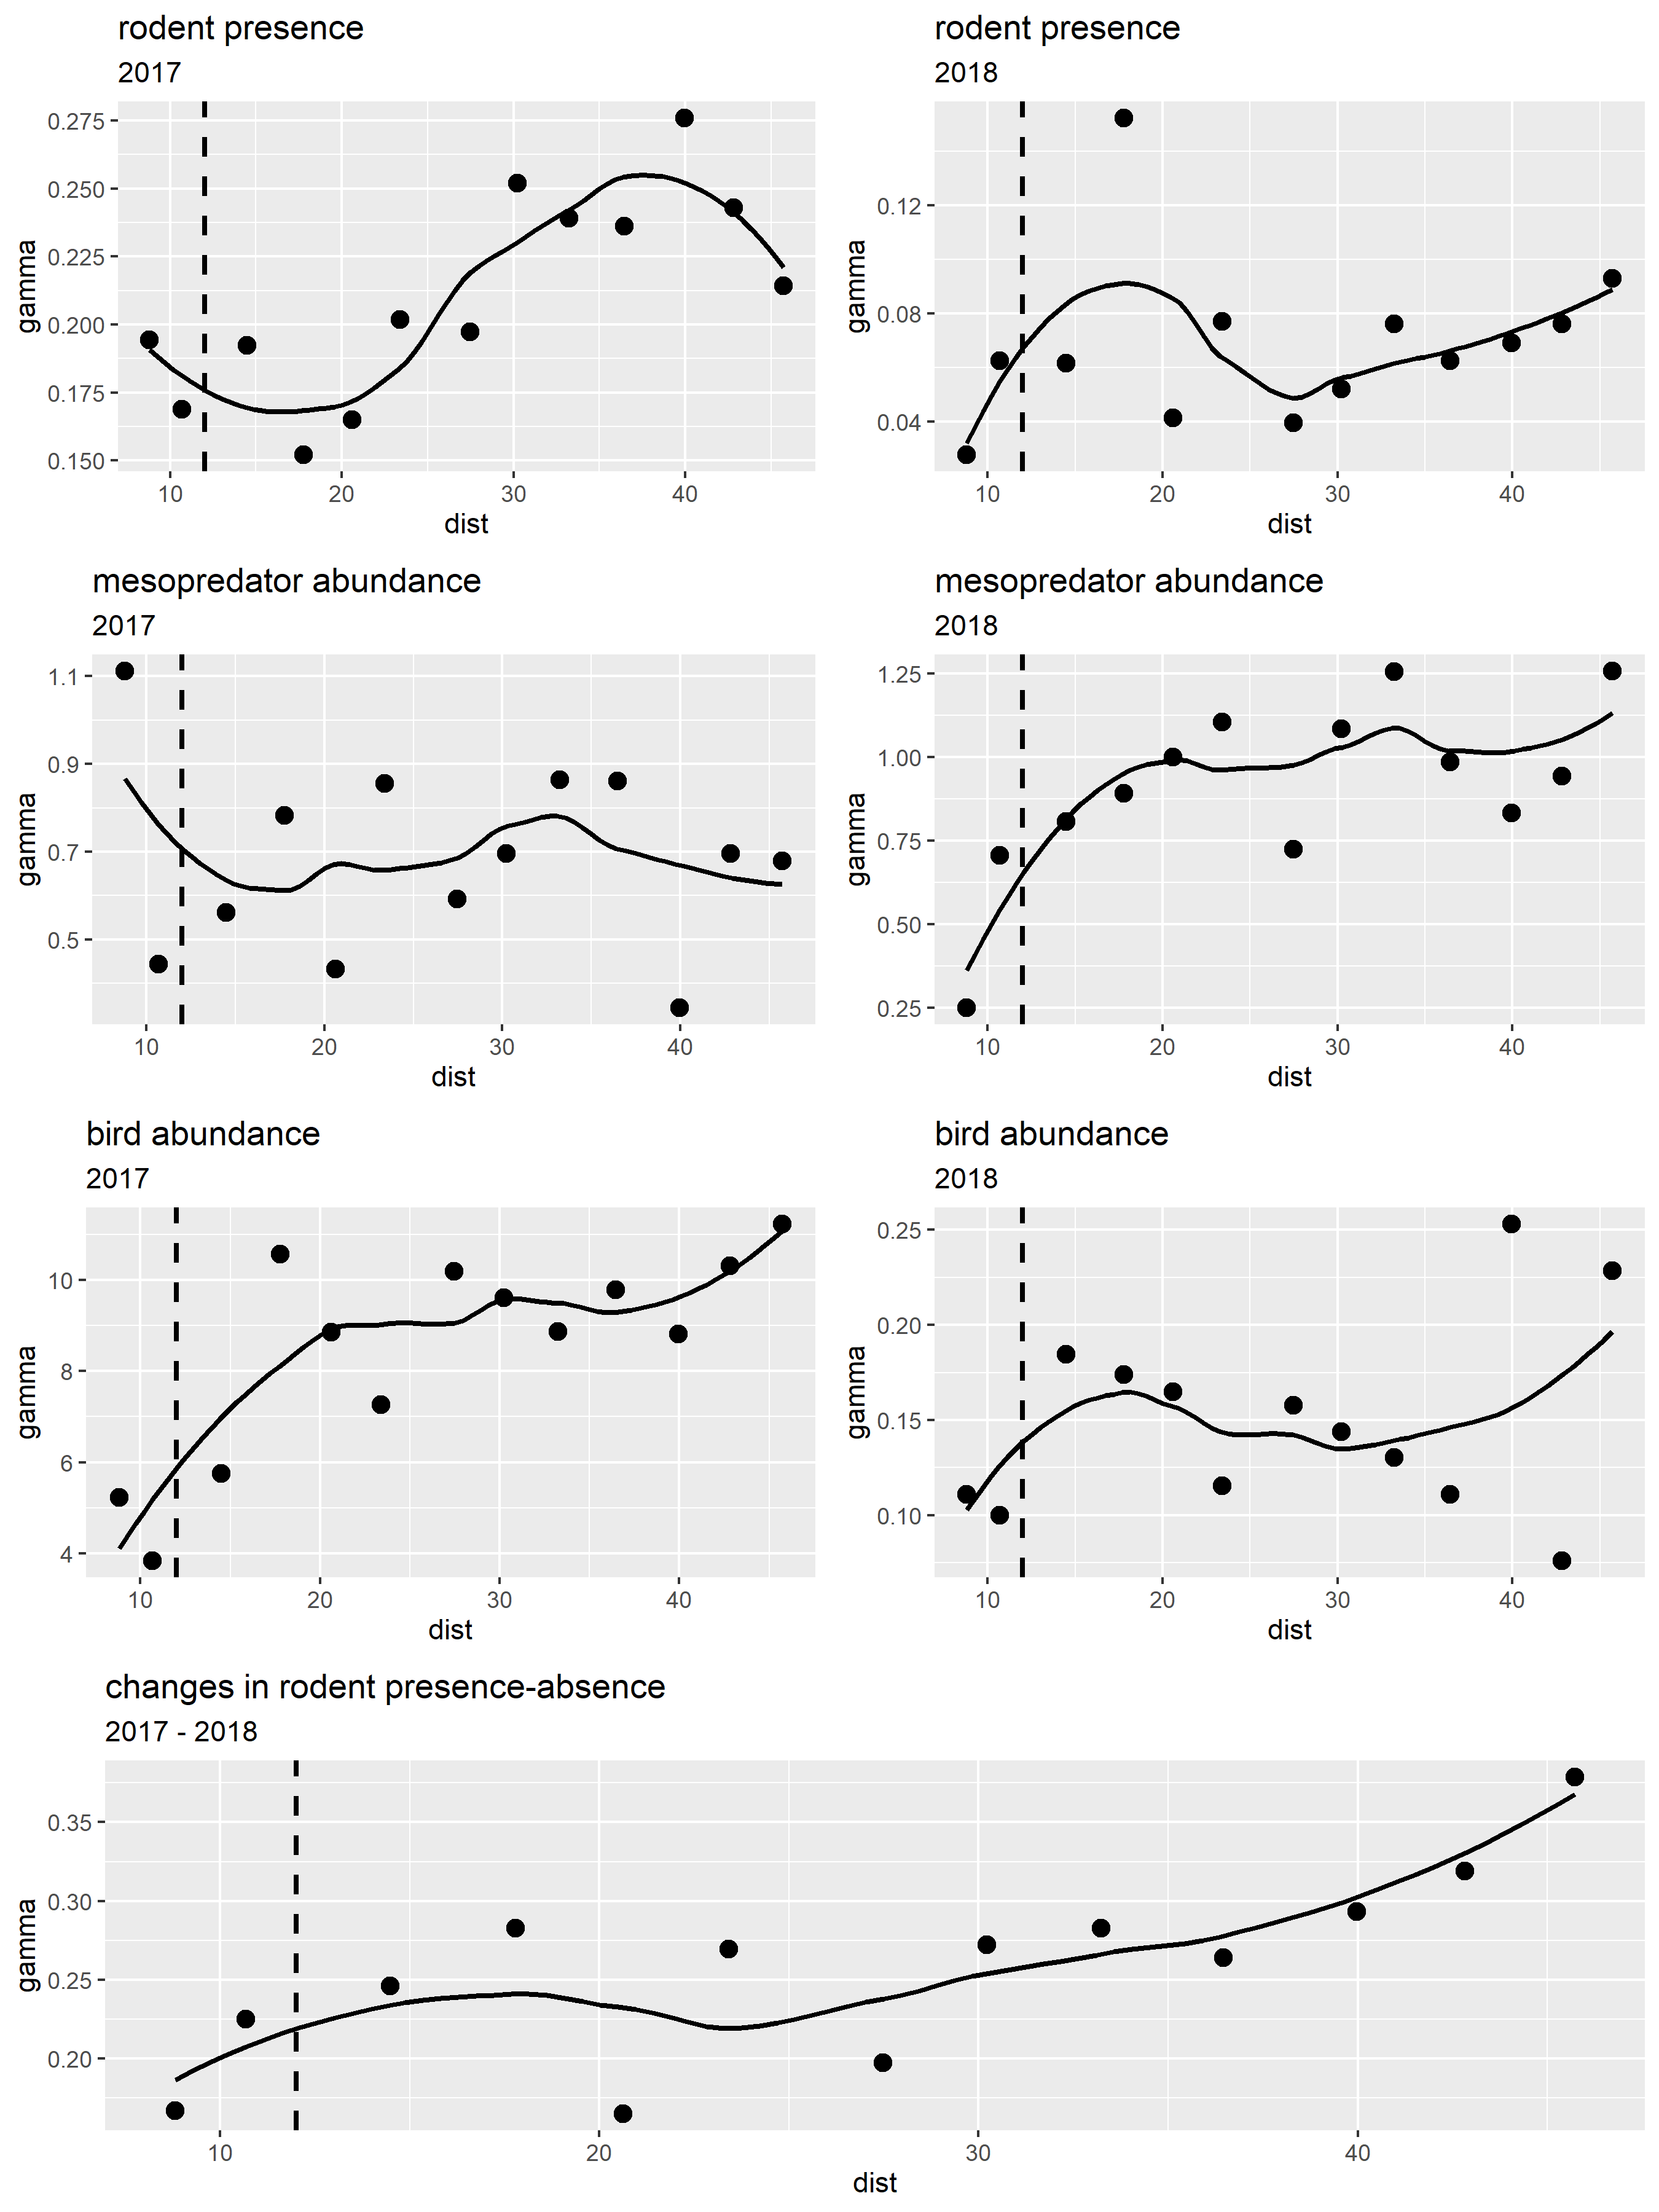 rodent presence
2017
gamma
0.275
0.250
0.225
0.200
0.175
0.150
10 20 30 40
dist
rodent presence
2018
gamma
0.12
0.08
0.04
10 20 30 40
dist
mesopredator abundance
2017
gamma
1.1
0.9
0.7
0.5
10 20 30 40
dist
mesopredator abundance
2018
gamma
1.25
1.00
0.75
0.50
0.25
10 20 30 40
dist
bird abundance
2017
gamma
10
8
6
4
10 20 30 40
dist
bird abundance
2018
gamma
0.25
0.20
0.15
0.10
10 20 30 40
dist
changes in rodent presence-absence
2017 - 2018
gamma
0.35
0.30
0.25
0.20
10 20 30 40
dist